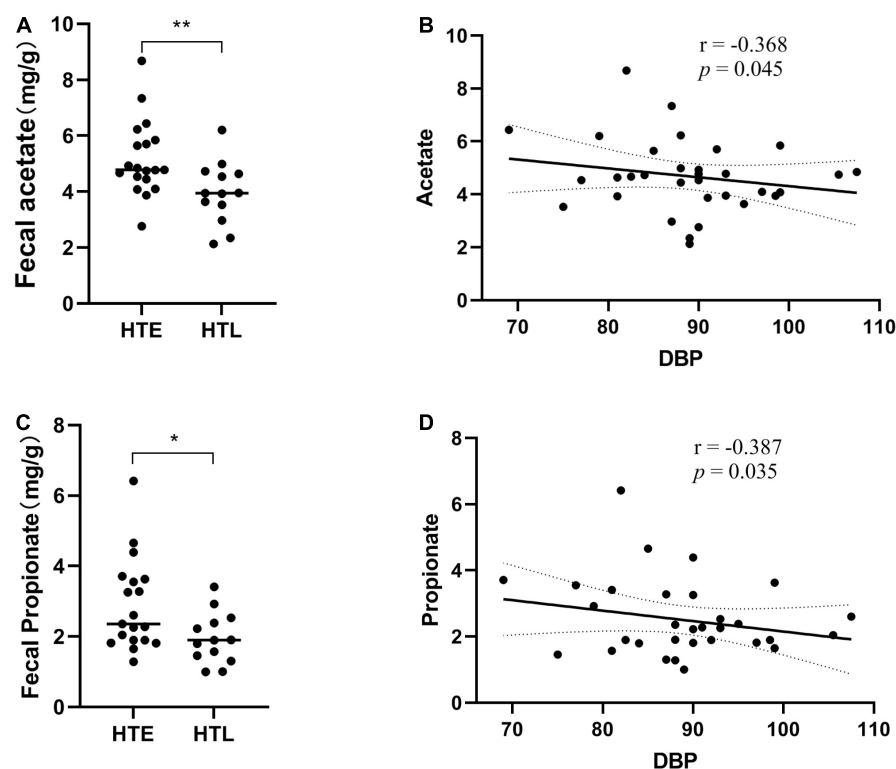 A
Fecal acetate（mg/g）
10
8
6
4
2
0
**
HTE
HTL
B
Acetate
10
8
6
4
2
0
r = -0.368
p = 0.045
70
80
90
100
110
DBP
C
Fecal Propionate（mg/g）
8
6
4
2
0
*
HTE
HTL
D
Propionate
8
6
4
2
0
r = -0.387
p = 0.035
70
80
90
100
110
DBP